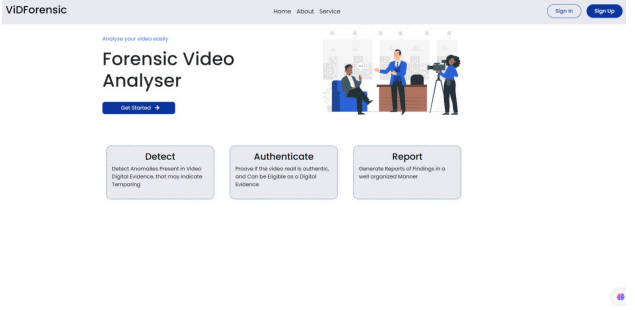 ViDForensic
Home About Service
Sign In
Sign Up
Analyse your video easily
Forensic Video
Analyser
Get Started
Detect
Detect Anomalies Present in Video
Digital Evidence, that may indicate
Temparing
Authenticate
Proove if the video reall is authentic,
and Can be Eligible as a Digital
Evidence
Report
Generate Reports of Findings in a
well organized Manner